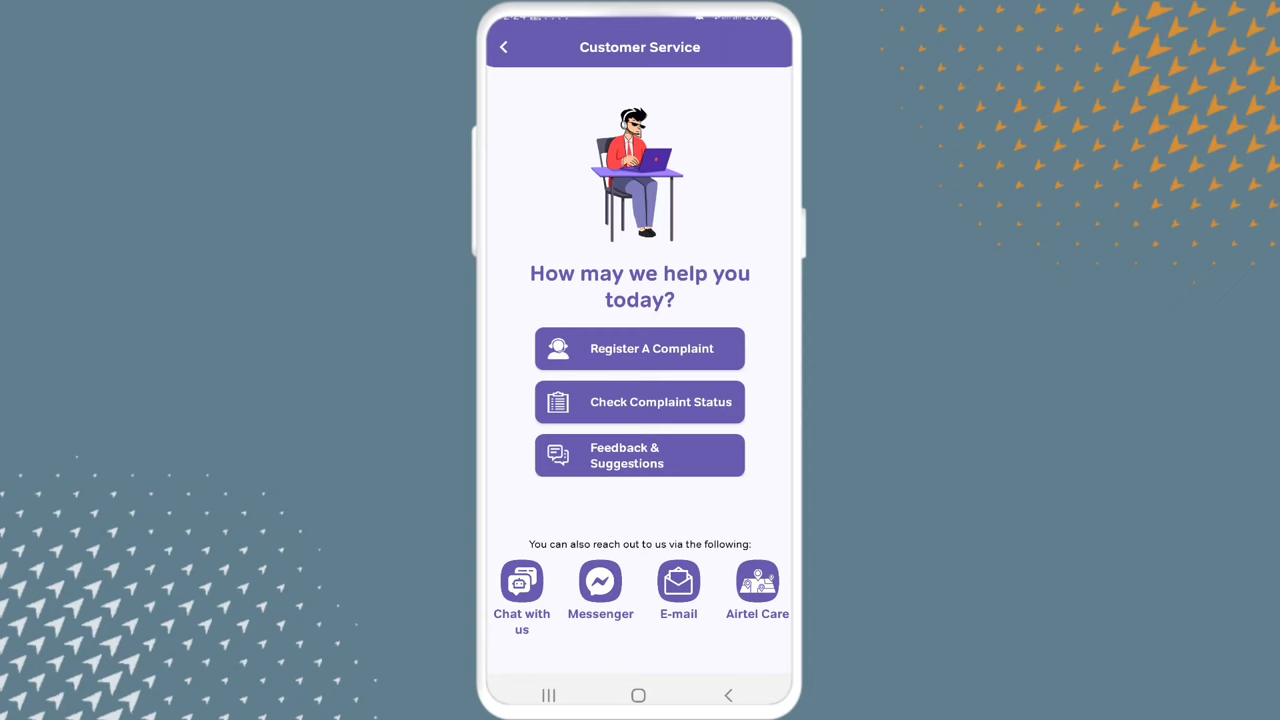 Customer Service
How may we help you
today?
Register A Complaint
Check Complaint Status
Feedback &
Suggestions
You can also reach out to us via the following:
Chat with
us
Messenger
E-mail
Airtel Care